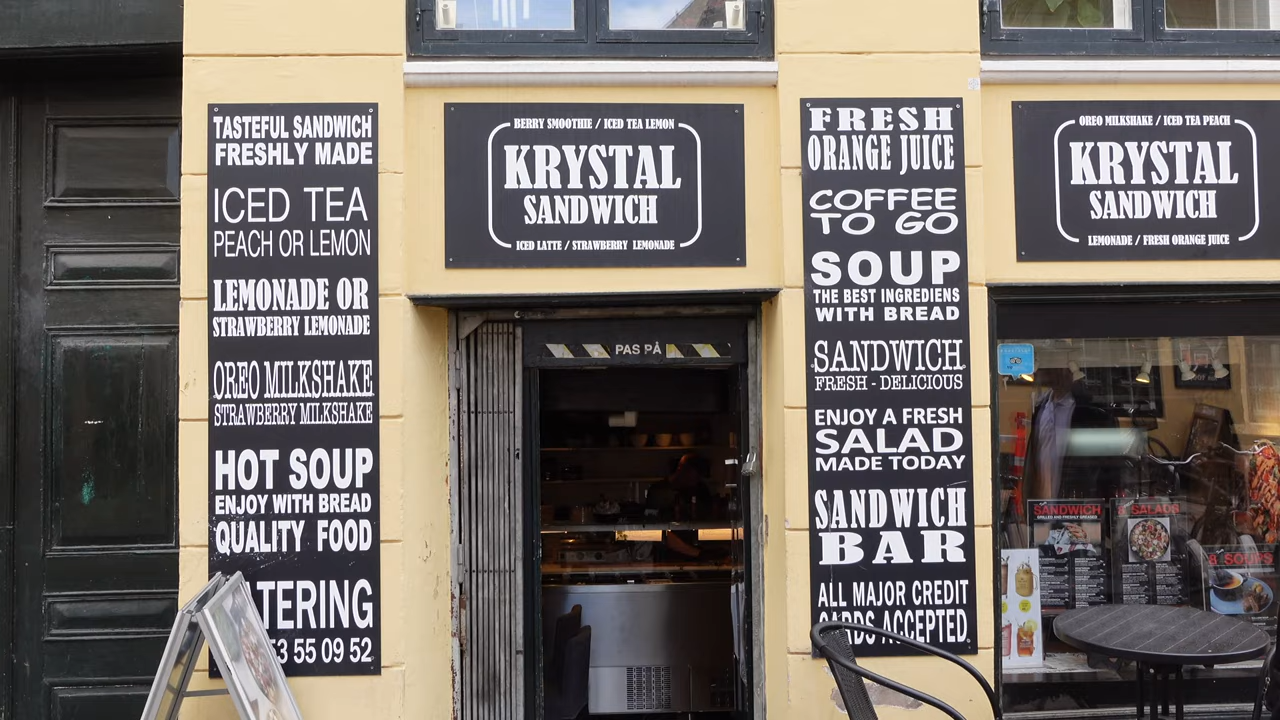 TASTEFUL SANDWICH
FRESHLY MADE
ICED TEA
PEACH OR LEMON
LEMONADE OR
STRAWBERRY LEMONADE
OREO MILKSHAKE
STRAWBERRY MILKSHAKE
HOT SOUP
ENJOY WITH BREAD
QUALITY FOOD
TERING
53 55 09 52
BERRY SMOOTHIE / ICED TEA LEMON
KRYSTAL
SANDWICH
ICED LATTE / STRAWBERRY LEMONADE
PAS PÅ
FRESH
ORANGE JUICE
COFFEE
TO GO
SOUP
THE BEST INGREDIENS
WITH BREAD
SANDWICH
FRESH - DELICIOUS
ENJOY A FRESH
SALAD
MADE TODAY
SANDWICH
BAR
ALL MAJOR CREDIT
CARDS ACCEPTED
OREO MILKSHAKE / ICED TEA PEACH
KRYSTAL
SANDWICH
LEMONADE / FRESH ORANGE JUICE
SANDWICH
SALADS
SOUPS